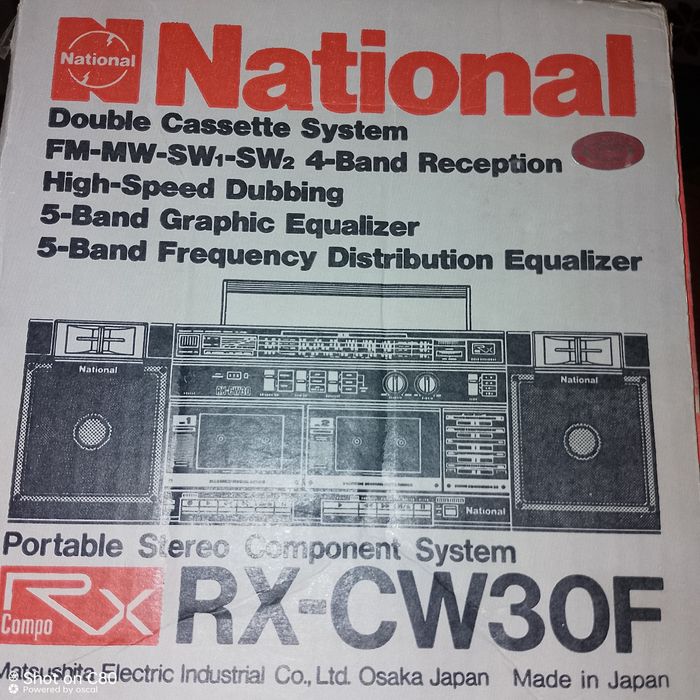 National
National
Double Cassette System
FM-MW-SW1-SW2 4-Band Reception
High-Speed Dubbing
5-Band Graphic Equalizer
5-Band Frequency Distribution Equalizer
National
National
RX-CW30
National
Portable Stereo Component System
Rx
Compo
RX-CW30F
Matsushita Electric Industrial Co., Ltd. Osaka Japan Made in Japan
Shot on C80
Powered by oscal